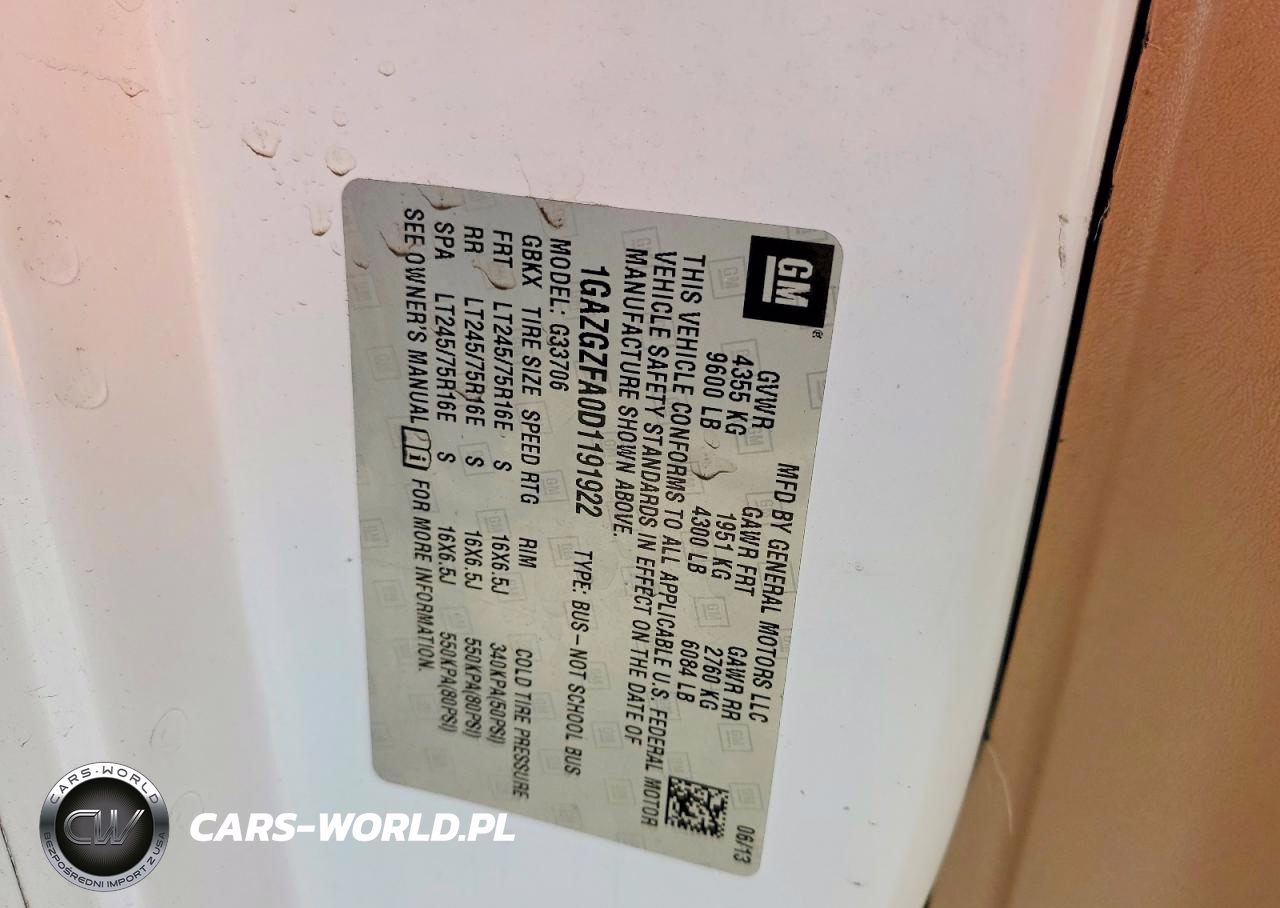 GM®
MFD BY GENERAL MOTORS LLC 06/13
GVWR GAWR FRT GAWR RR
4355 KG 1951 KG 2760 KG
9600 LB 4300 LB 6084 LB
THIS VEHICLE CONFORMS TO ALL APPLICABLE U.S. FEDERAL MOTOR
VEHICLE SAFETY STANDARDS IN EFFECT ON THE DATE OF
MANUFACTURE SHOWN ABOVE.
1GAZGZFA0D1191922 TYPE: BUS – NOT SCHOOL BUS
MODEL: G33706
GBKX TIRE SIZE SPEED RTG RIM COLD TIRE PRESSURE
FRT LT245/75R16E S 16X6.5J 340KPA(50PSI)
RR LT245/75R16E S 16X6.5J 550KPA(80PSI)
SPA LT245/75R16E S 16X6.5J 550KPA(80PSI)
SEE OWNER'S MANUAL FOR MORE INFORMATION.
CARS-WORLD
CW
BEZPOŚREDNI IMPORT Z USA
CARS-WORLD.PL